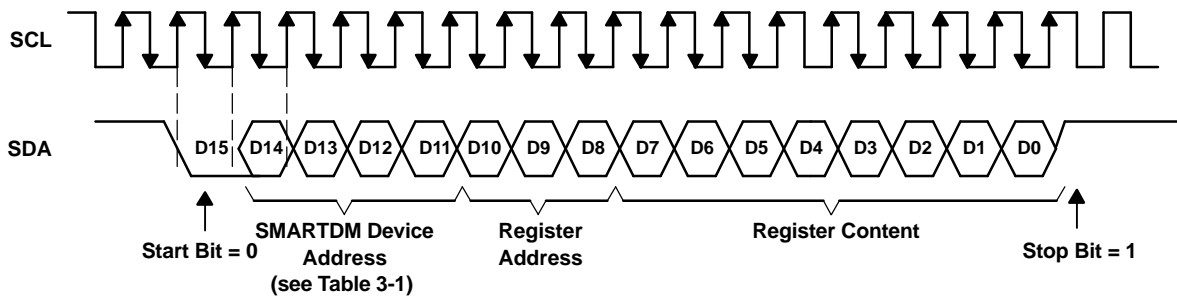 SCL
SDA
D15 D14 D13 D12 D11 D10 D9 D8 D7 D6 D5 D4 D3 D2 D1 D0
Start Bit = 0
SMARTDM Device
Address
(see Table 3-1)
Register
Address
Register Content
Stop Bit = 1